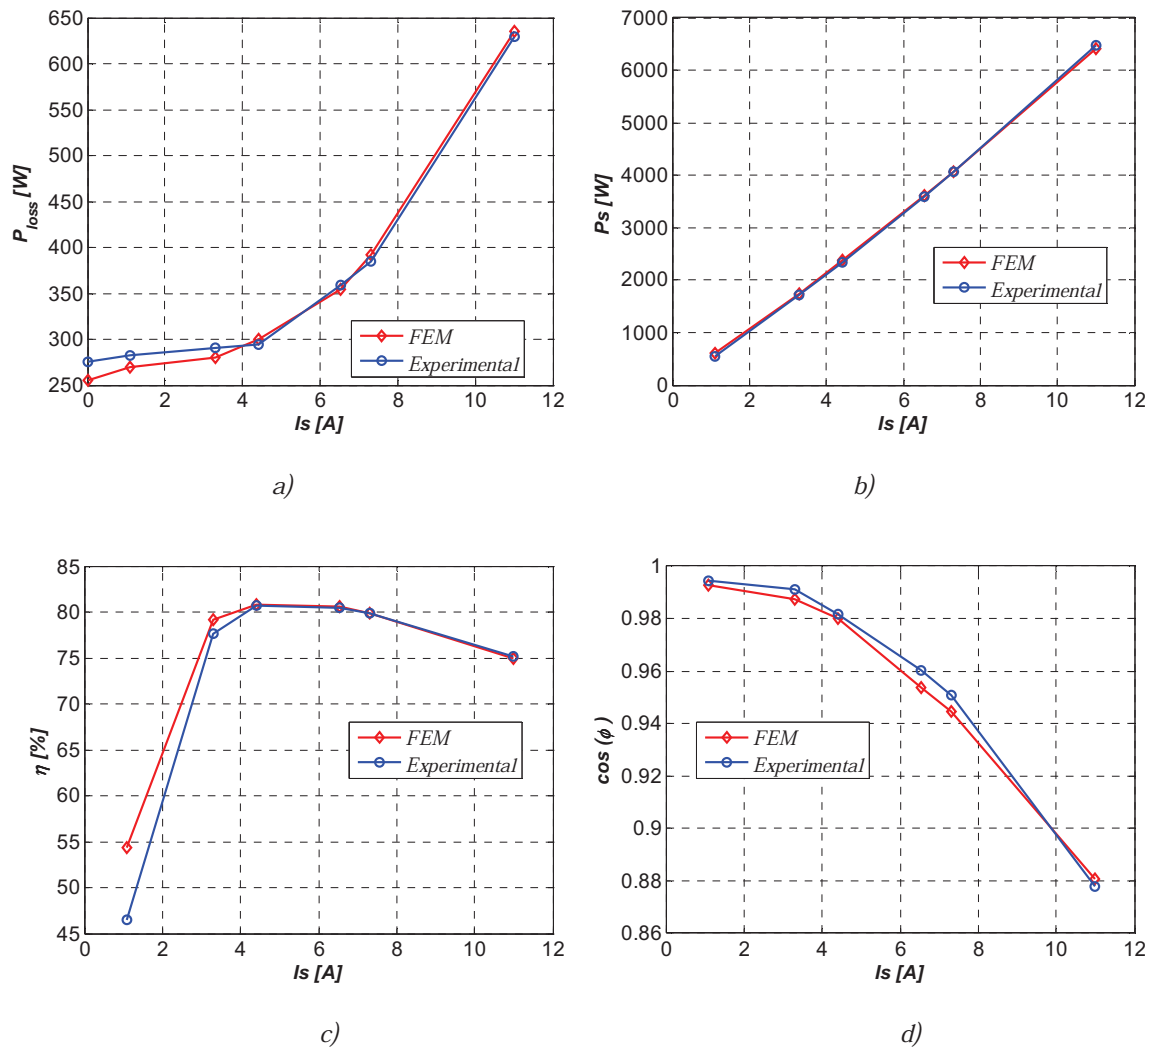 650
600
550
500
450
400
350
300
250
P_loss [W]
0 2 4 6 8 10 12
Is [A]
FEM
Experimental
a)
7000
6000
5000
4000
3000
2000
1000
0
Ps [W]
0 2 4 6 8 10 12
Is [A]
FEM
Experimental
b)
85
80
75
70
65
60
55
50
45
η [%]
0 2 4 6 8 10 12
Is [A]
FEM
Experimental
c)
1
0.98
0.96
0.94
0.92
0.9
0.88
0.86
cos (ϕ)
0 2 4 6 8 10 12
Is [A]
FEM
Experimental
d)